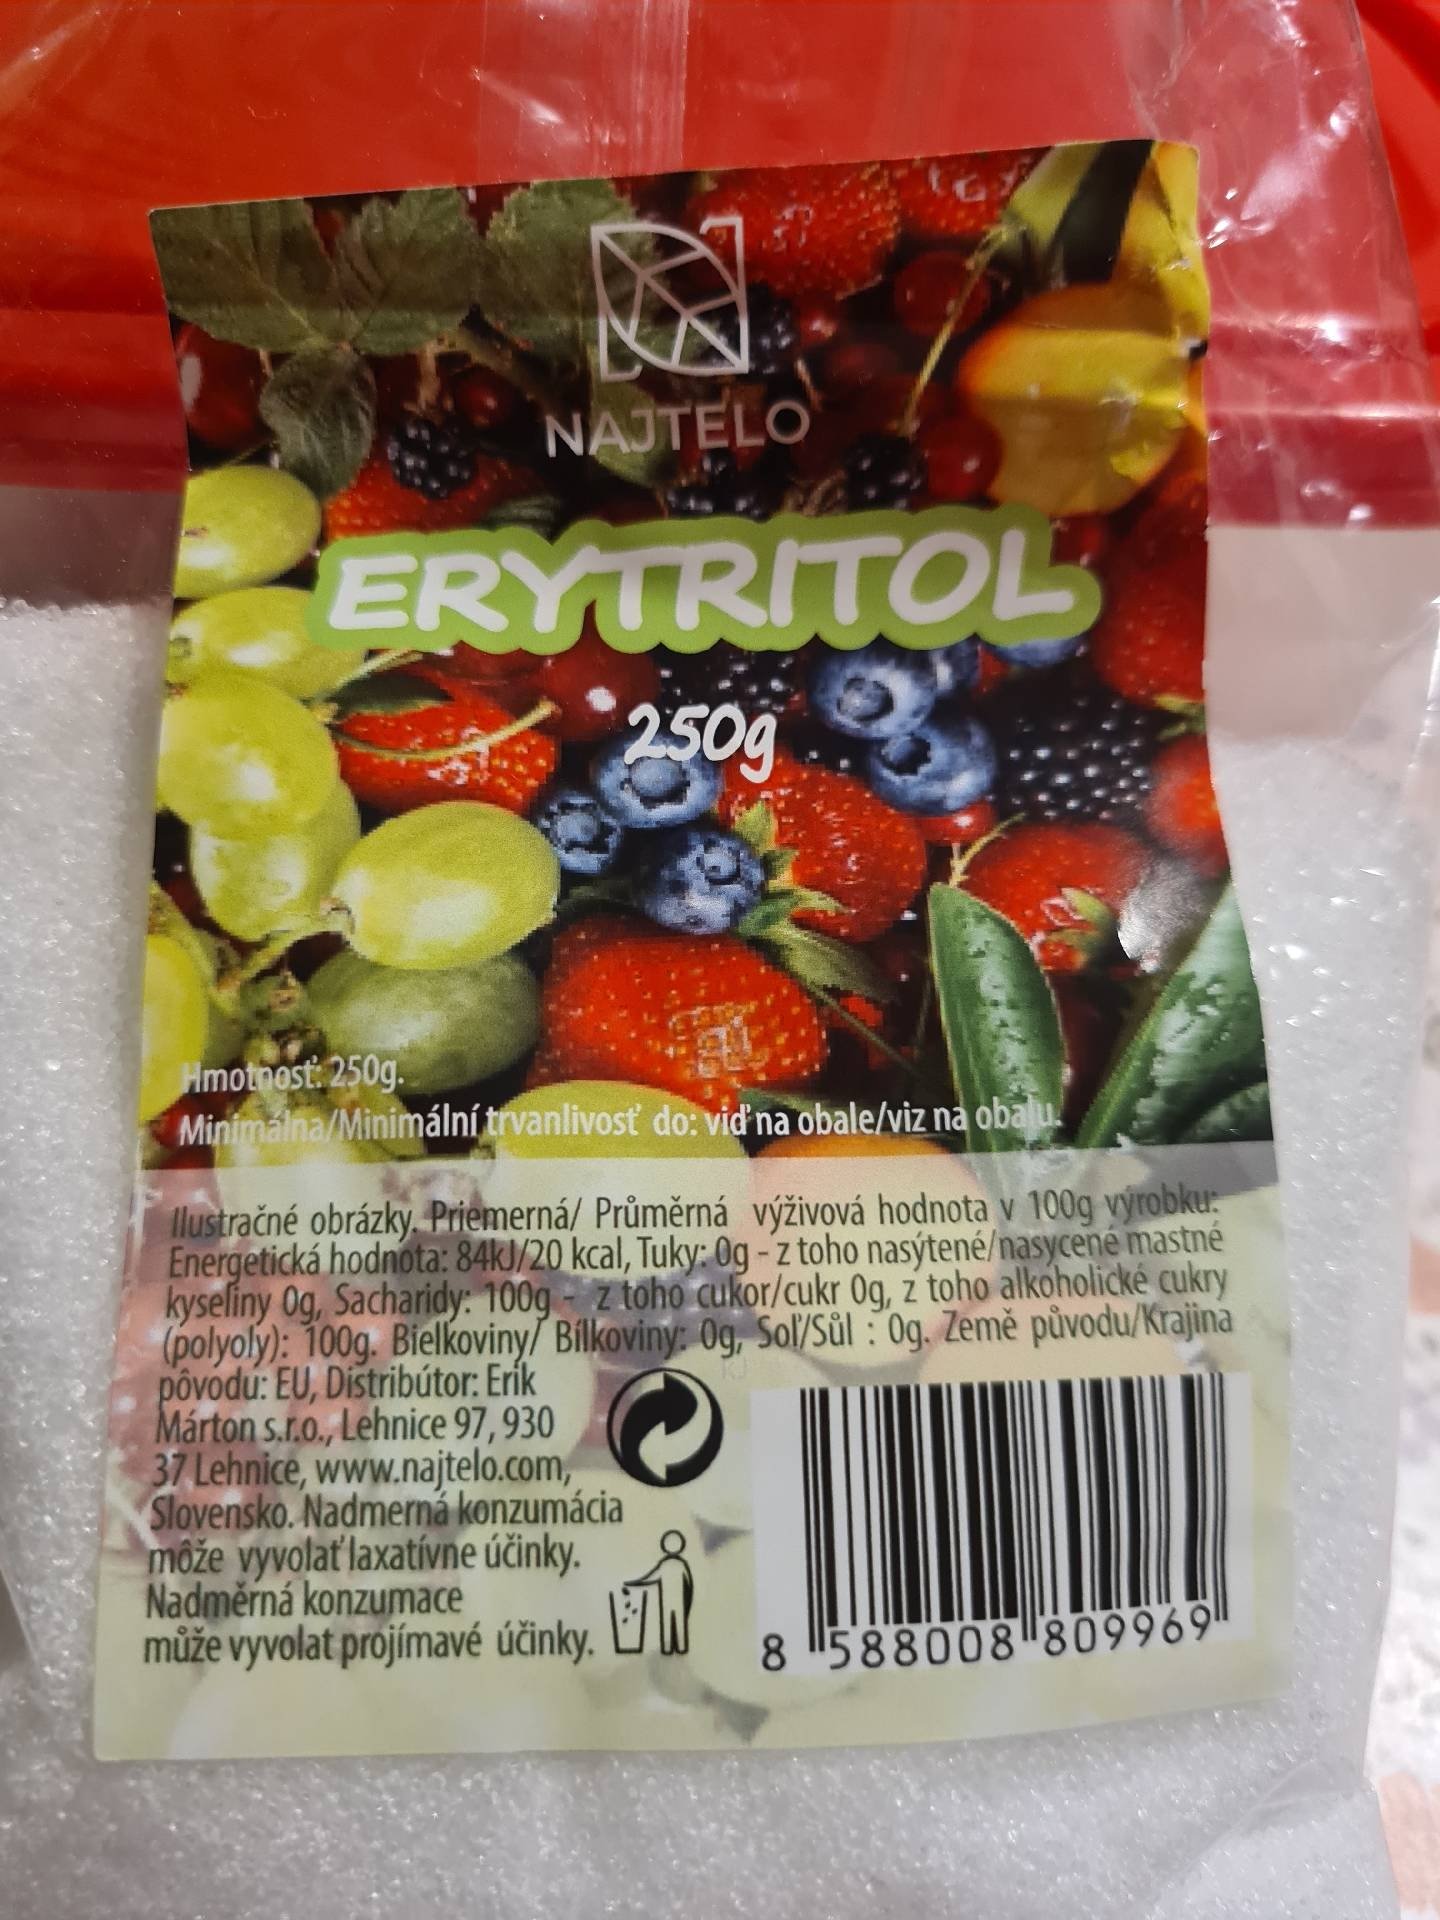 NAJTELO
ERYTRITOL
250g
Hmotnosť: 250g.
Minimálna/Minimální trvanlivosť do: viď na obale/viz na obalu.
Ilustračné obrázky. Priemerná/ Průměrná výživová hodnota v 100g výrobku:
Energetická hodnota: 84kJ/20 kcal, Tuky: 0g - z toho nasýtené/nasycené mastné
kyseliny 0g, Sacharidy: 100g - z toho cukor/cukr 0g, z toho alkoholické cukry
(polyoly): 100g. Bielkoviny/ Bílkoviny: 0g, Soľ/Sůl : 0g. Země původu/Krajina
pôvodu: EU, Distribútor: Erik
Márton s.r.o., Lehnice 97, 930
37 Lehnice, www.najtelo.com,
Slovensko. Nadmerná konzumácia
môže vyvolať laxatívne účinky.
Nadměrná konzumace
může vyvolat projímavé účinky.
8 588008 809969